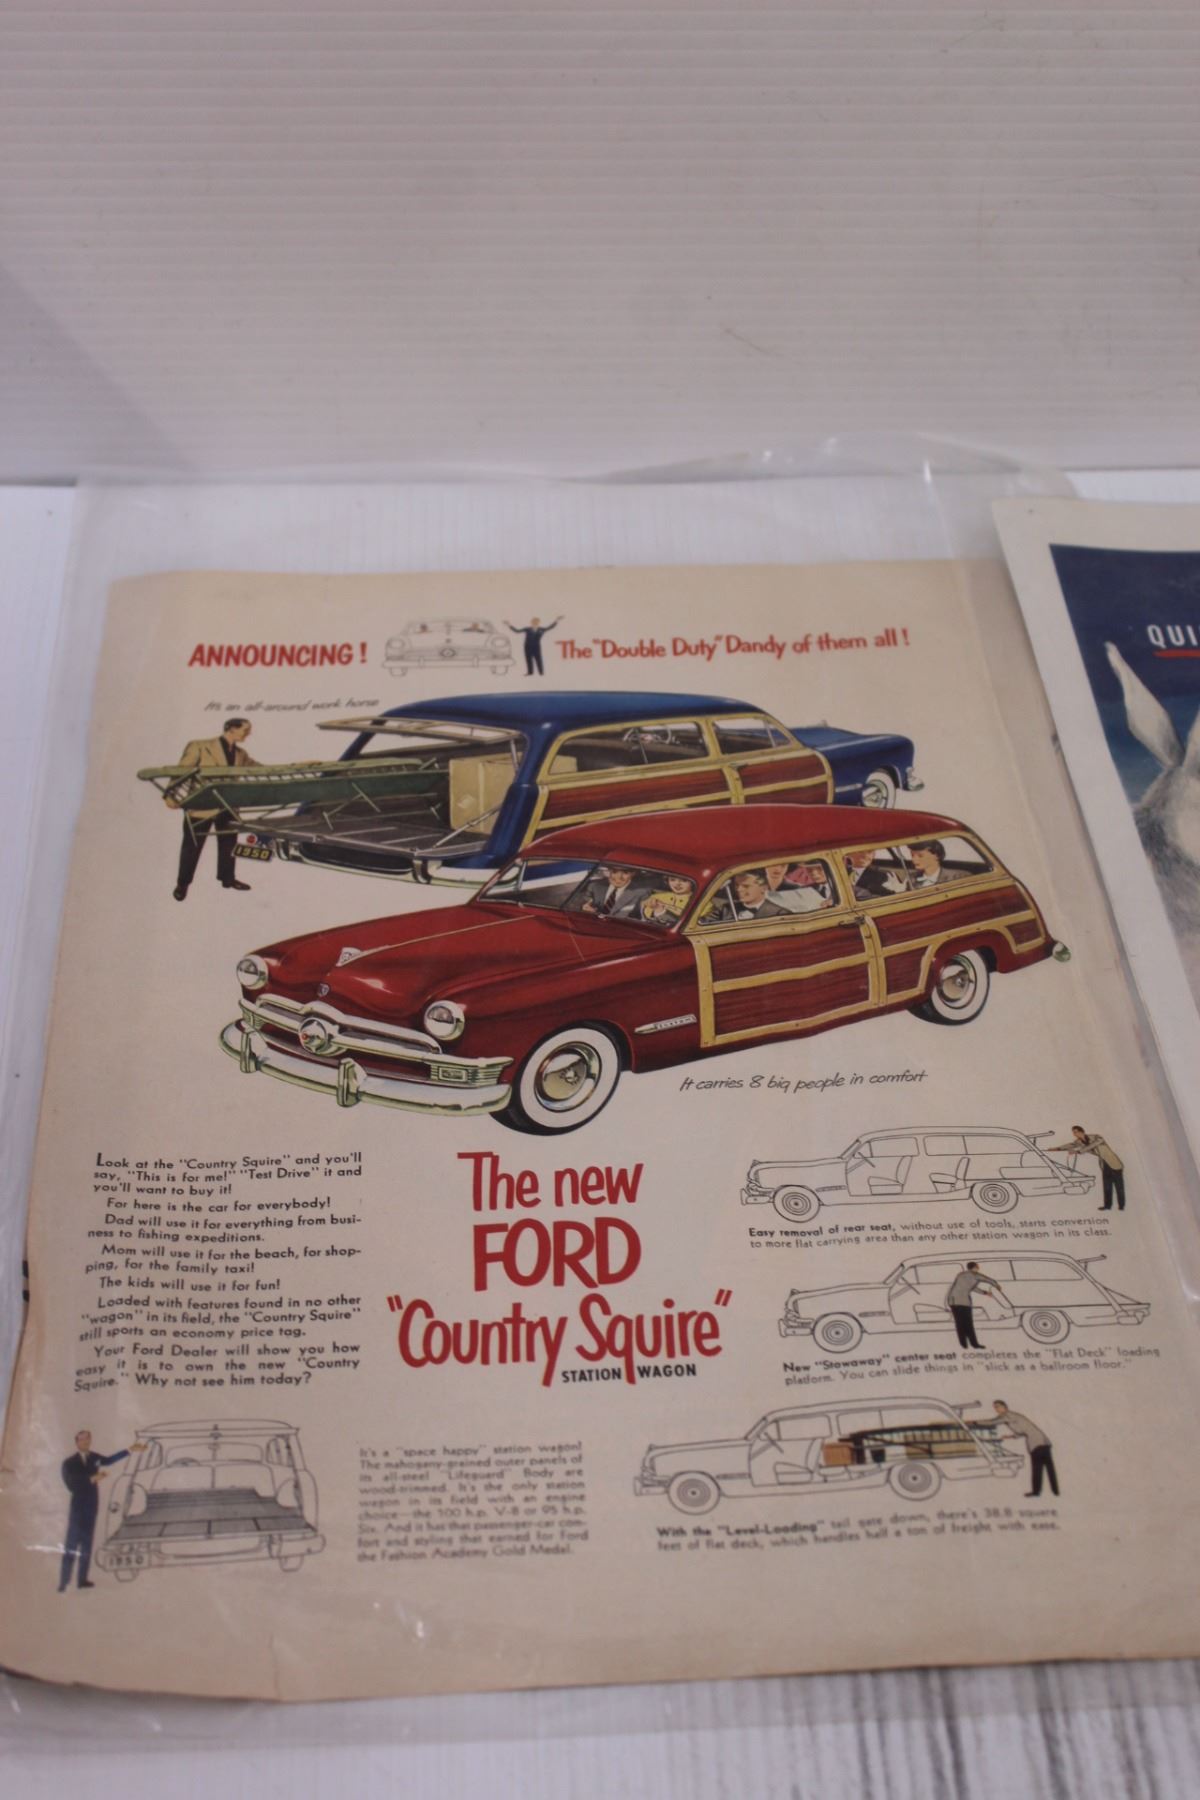 ANNOUNCING!
The "Double Duty" Dandy of them all!
It's an all-around work horse
1950
It carries 8 big people in comfort
Look at the "Country Squire" and you'll
say, "This is for me!" "Test Drive" it and
you'll want to buy it!
For here is the car for everybody!
Dad will use it for everything from busi-
ness to fishing expeditions.
Mom will use it for the beach, for shop-
ping, for the family taxi!
The kids will use it for fun!
Loaded with features found in no other
"wagon" in its field, the "Country Squire"
still sports an economy price tag.
Your Ford Dealer will show you how
easy it is to own the new "Country
Squire." Why not see him today?
The new
FORD
"Country Squire"
STATION WAGON
Easy removal of rear seat, without use of tools, starts conversion
to more flat carrying area than any other station wagon in its class.
New "Stowaway" center seat completes the "Flat Deck" loading
platform. You can slide things in "slick as a ballroom floor."
With the "Level-Loading" tail gate down, there's 38.8 square
feet of flat deck, which handles half a ton of freight with ease.
1950
It's a "space happy" station wagon!
The mahogany-grained outer panels of
its all-steel "Lifeguard" Body are
wood-trimmed. It's the only station
wagon in its field with an engine
choice—the 100 h.p. V-8 or 95 h.p.
Six. And it has that passenger-car com-
fort and styling that earned for Ford
the Fashion Academy Gold Medal.
QUI